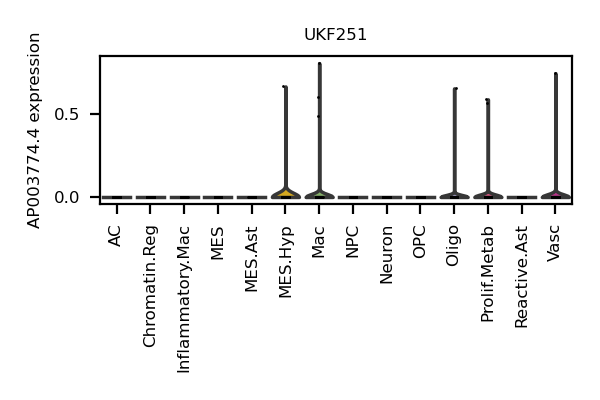 UKF251
AP003774.4 expression
0.5
0.0
AC
Chromatin.Reg
Inflammatory.Mac
MES
MES.Ast
MES.Hyp
Mac
NPC
Neuron
OPC
Oligo
Prolif.Metab
Reactive.Ast
Vasc